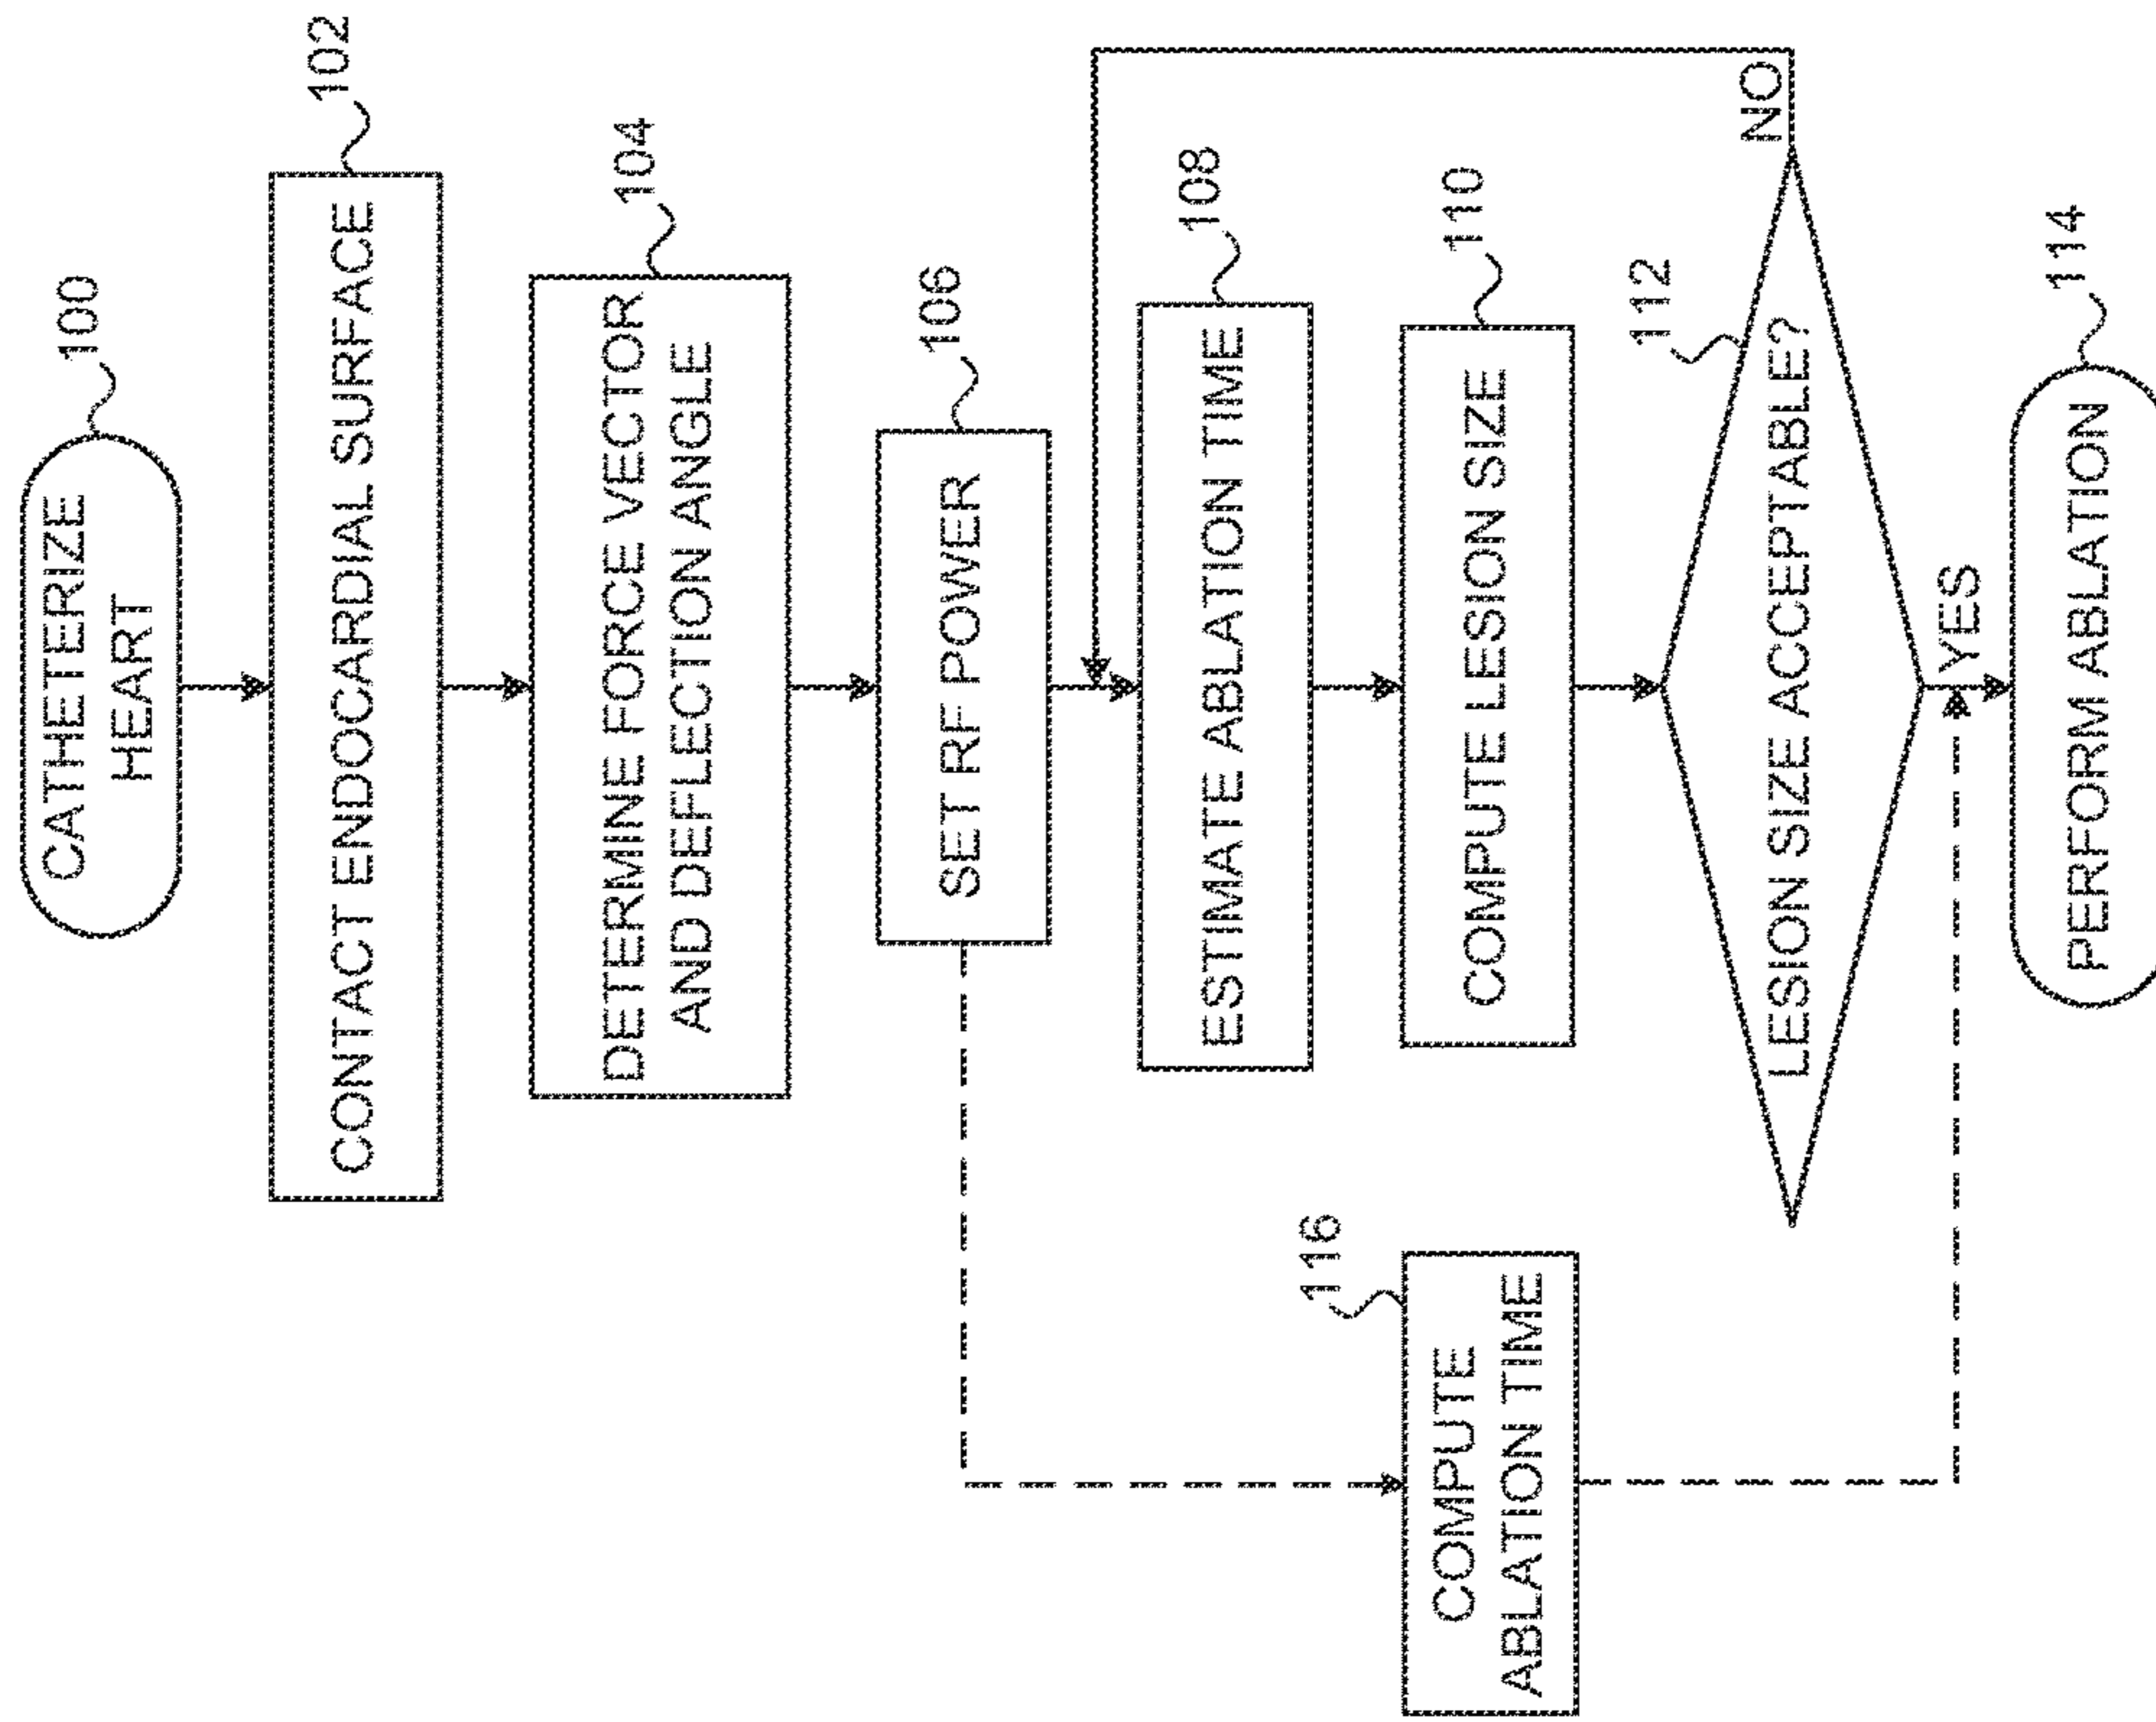 CATHETERIZE
HEART
100
CONTACT ENDOCARDIAL SURFACE
102
DETERMINE FORCE VECTOR
AND DEFLECTION ANGLE
104
SET RF POWER
106
ESTIMATE ABLATION TIME
108
COMPUTE
ABLATION TIME
116
COMPUTE LESION SIZE
110
LESION SIZE ACCEPTABLE?
112
NO
YES
PERFORM ABLATION
114